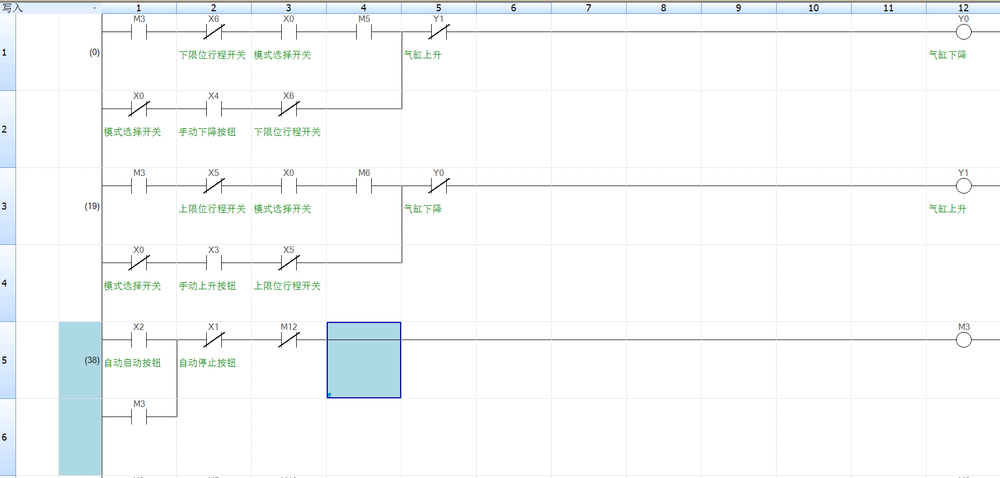 写入 1 2 3 4 5 6 7 8 9 10 11 12
M3 X6 X0 M5 Y1 Y0
1 (0) 下限位行程开关 模式选择开关 气缸上升 气缸下降
X0 X4 X6
2 模式选择开关 手动下降按钮 下限位行程开关
M3 X5 X0 M6 Y0 Y1
3 (19) 上限位行程开关 模式选择开关 气缸下降 气缸上升
X0 X3 X5
4 模式选择开关 手动上升按钮 上限位行程开关
X2 X1 M12 M3
5 (38) 自动启动按钮 自动停止按钮
M3
6